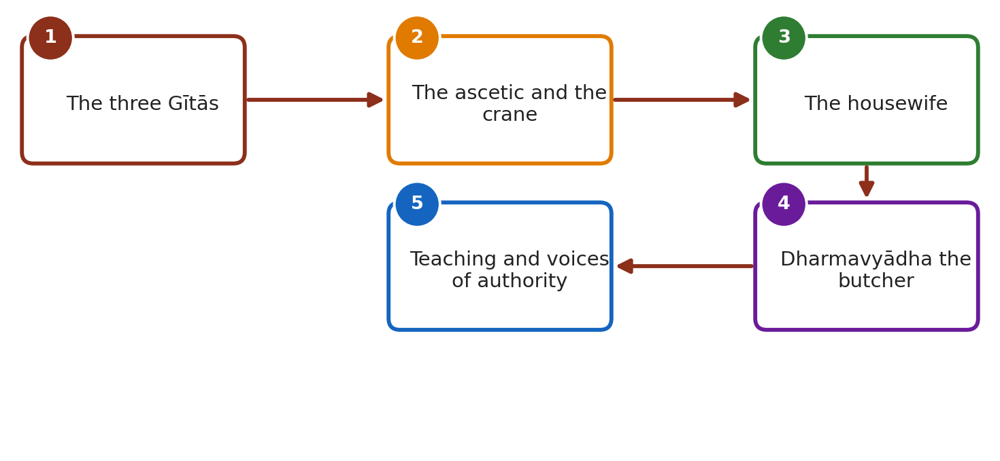 1
The three Gītās
2
The ascetic and the
crane
3
The housewife
4
Dharmavyādha the
butcher
5
Teaching and voices
of authority